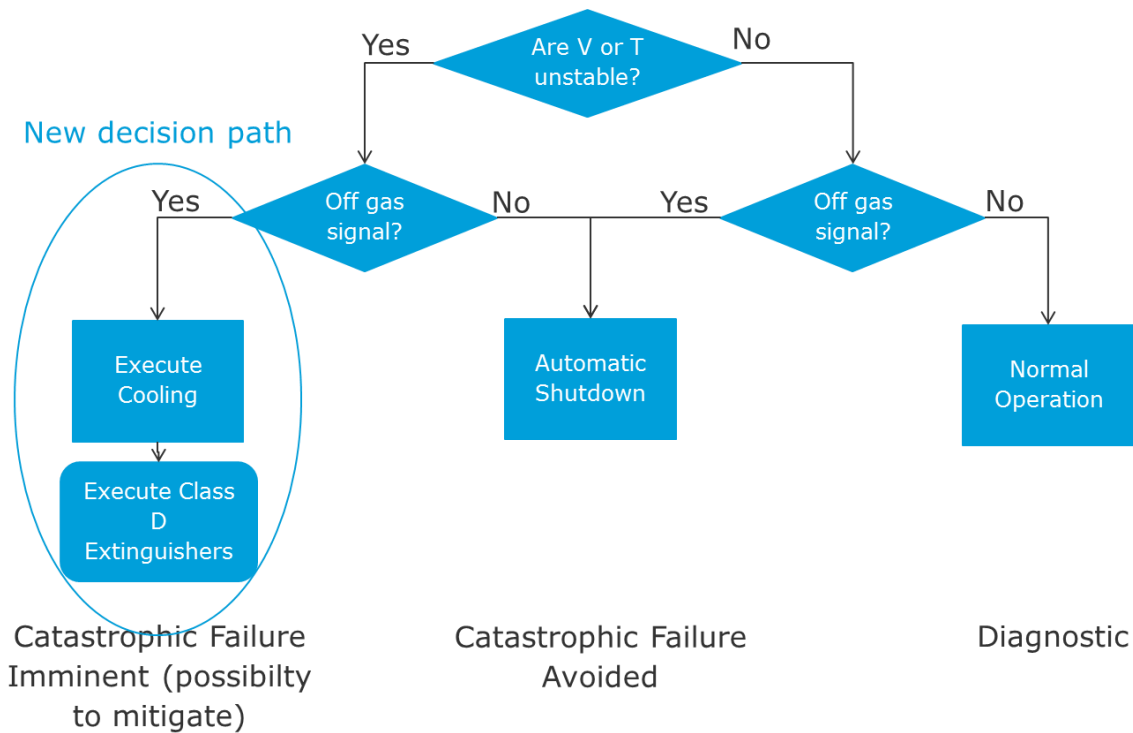 Yes
Are V or T
unstable?
No
New decision path
Yes
Off gas
signal?
No
Yes
Off gas
signal?
No
Execute
Cooling
Automatic
Shutdown
Normal
Operation
Execute Class
D
Extinguishers
Catastrophic Failure
Imminent (possibilty
to mitigate)
Catastrophic Failure
Avoided
Diagnostic